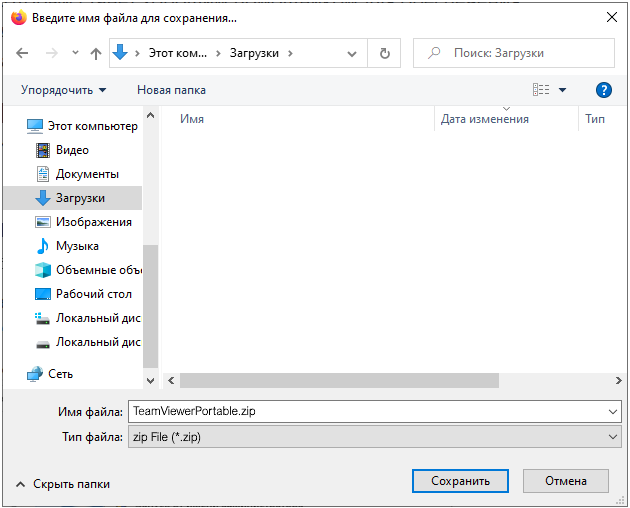 Введите имя файла для сохранения...
Этот ком... Загрузки
Поиск: Загрузки
Упорядочить
Новая папка
?
Имя
Дата изменения
Тип
Этот компьютер
Видео
Документы
Загрузки
Изображения
Музыка
Объемные объ
Рабочий стол
Локальный дис
Локальный дис
Сеть
Имя файла: TeamViewerPortable.zip
Тип файла: zip File (*.zip)
Скрыть папки
Сохранить
Отмена